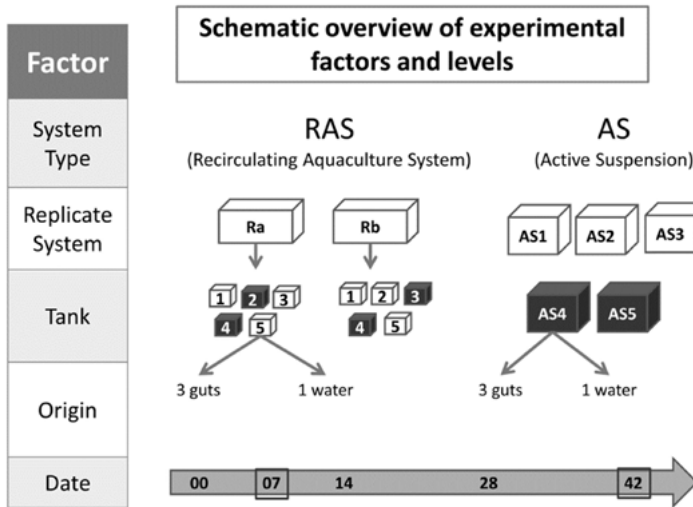 Schematic overview of experimental
factors and levels
Factor
System
Type
RAS
(Recirculating Aquaculture System)
AS
(Active Suspension)
Replicate
System
Ra
Rb
AS1
AS2
AS3
Tank
1
2
3
4
5
1
2
3
4
5
AS4
AS5
Origin
3 guts
1 water
3 guts
1 water
Date
00
07
14
28
42